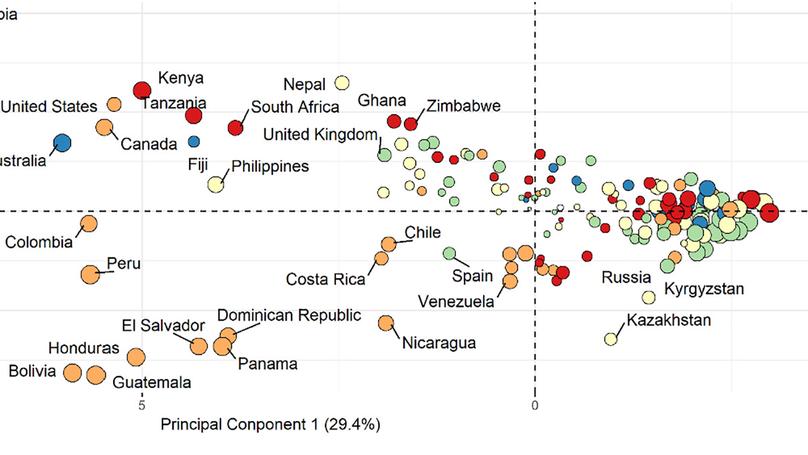 bia
Kenya
Nepal
United States
Tanzania
South Africa
Ghana
Zimbabwe
Canada
United Kingdom
ustralia
Fiji
Philippines
Colombia
Chile
Peru
Costa Rica
Spain
Russia
Kyrgyzstan
Venezuela
El Salvador
Dominican Republic
Kazakhstan
Honduras
Nicaragua
Bolivia
Panama
Guatemala
5
0
Principal Component 1 (29.4%)